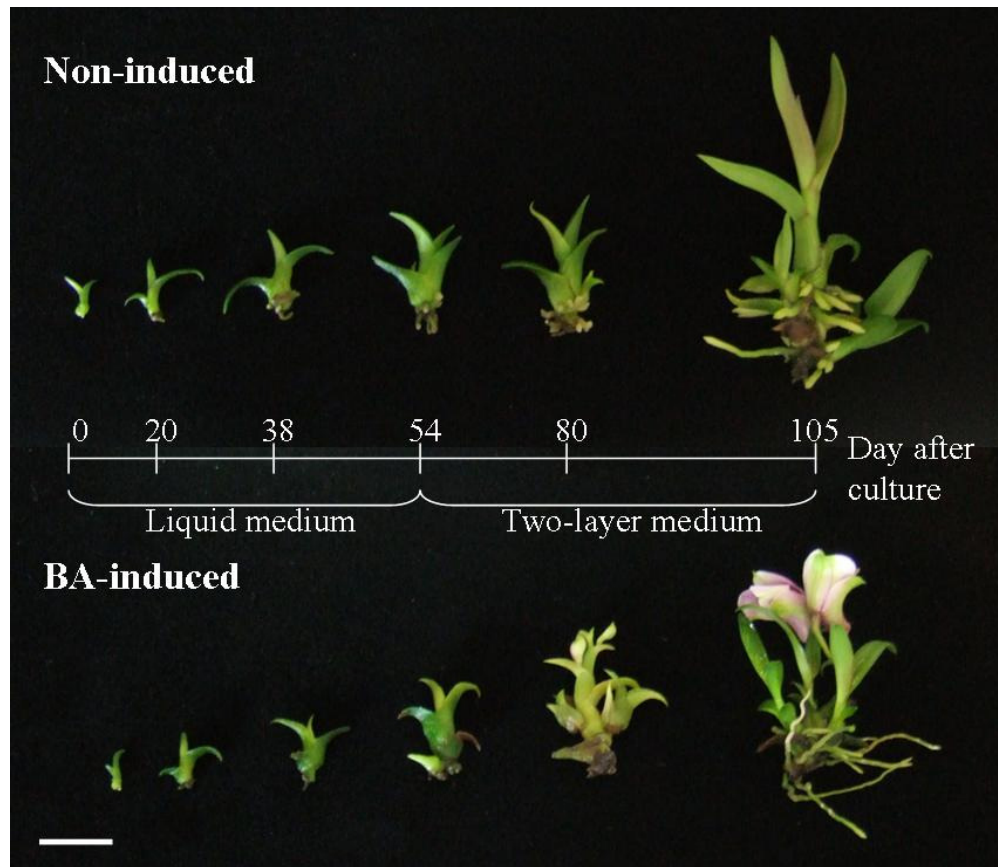 Non-induced
0 20 38 54 80 105
Day after
culture
Liquid medium Two-layer medium
BA-induced